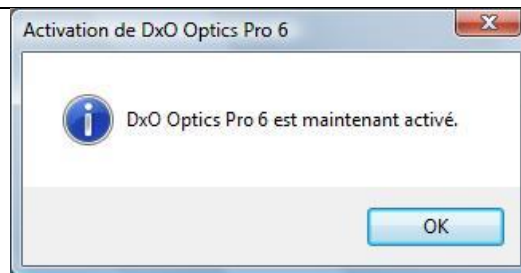 Activation de DxO Optics Pro 6
DxO Optics Pro 6 est maintenant activé.
OK